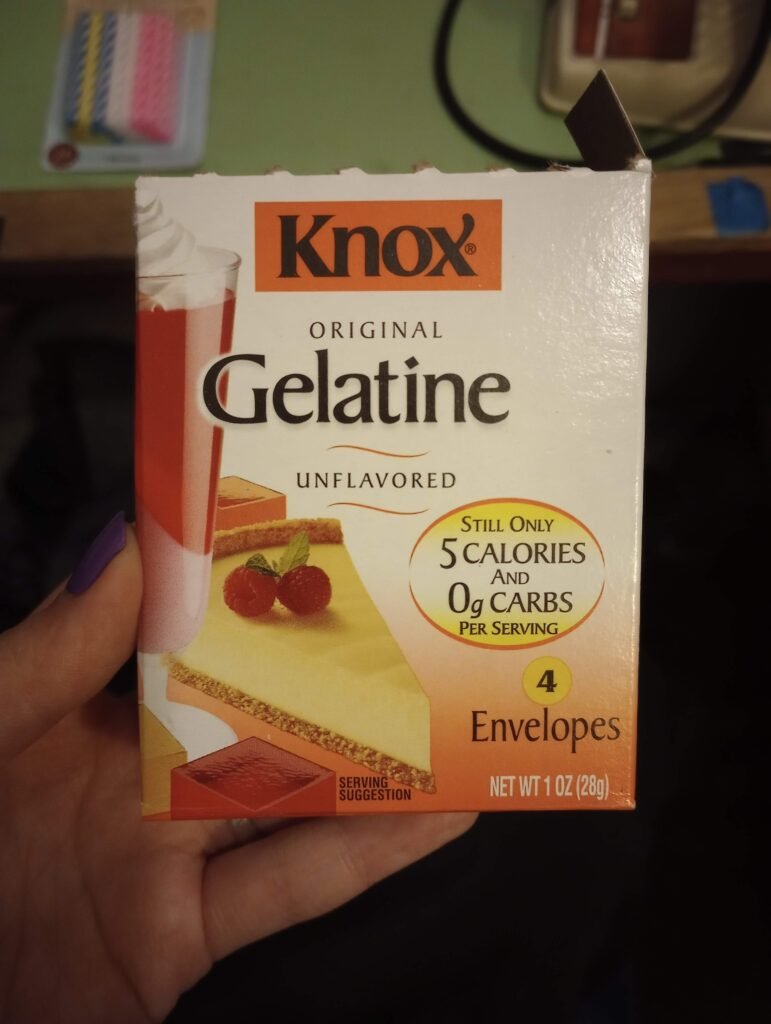 Knox®
ORIGINAL
Gelatine
UNFLAVORED
STILL ONLY
5 CALORIES
AND
0g CARBS
PER SERVING
4
ENVELOPES
SERVING
SUGGESTION
NET WT 1 OZ (28g)